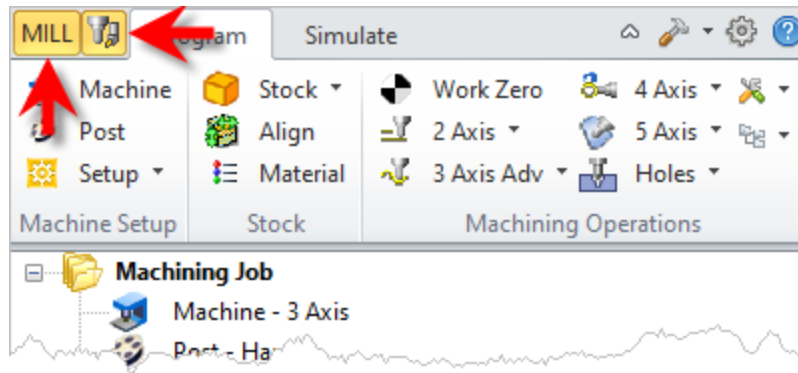 MILL
Simulate
Machine Stock Work Zero 4 Axis
Post Align 2 Axis 5 Axis
Setup Material 3 Axis Adv Holes
Machine Setup Stock Machining Operations
Machining Job
Machine - 3 Axis
Post - Ha